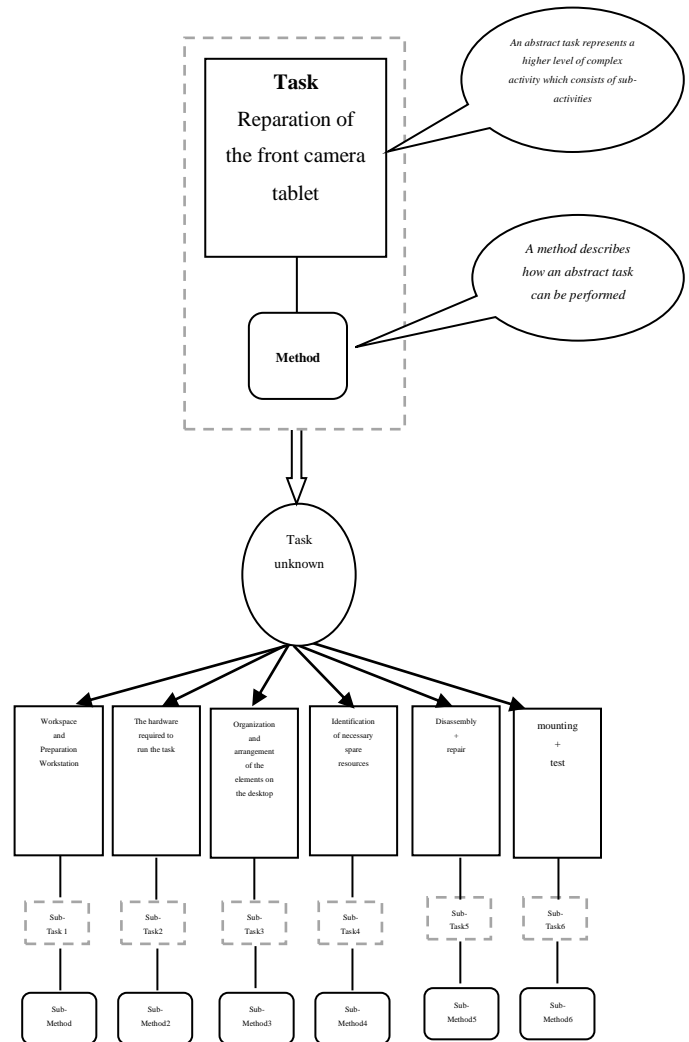 An abstract task represents a
higher level of complex
activity which consists of sub-
activities
Task
Reparation of
the front camera
tablet
A method describes
how an abstract task
can be performed
Method
Task
unknown
Workspace
and
Preparation
Workstation
The hardware
required to
run the task
Organization
and
arrangement
of the
elements on
the desktop
Identification
of necessary
spare
resources
Disassembly
+
repair
mounting
+
test
Sub-
Task 1
Sub-
Task2
Sub-
Task3
Sub-
Task4
Sub-
Task5
Sub-
Task6
Sub-
Method
Sub-
Method2
Sub-
Method3
Sub-
Method4
Sub-
Method5
Sub-
Method6